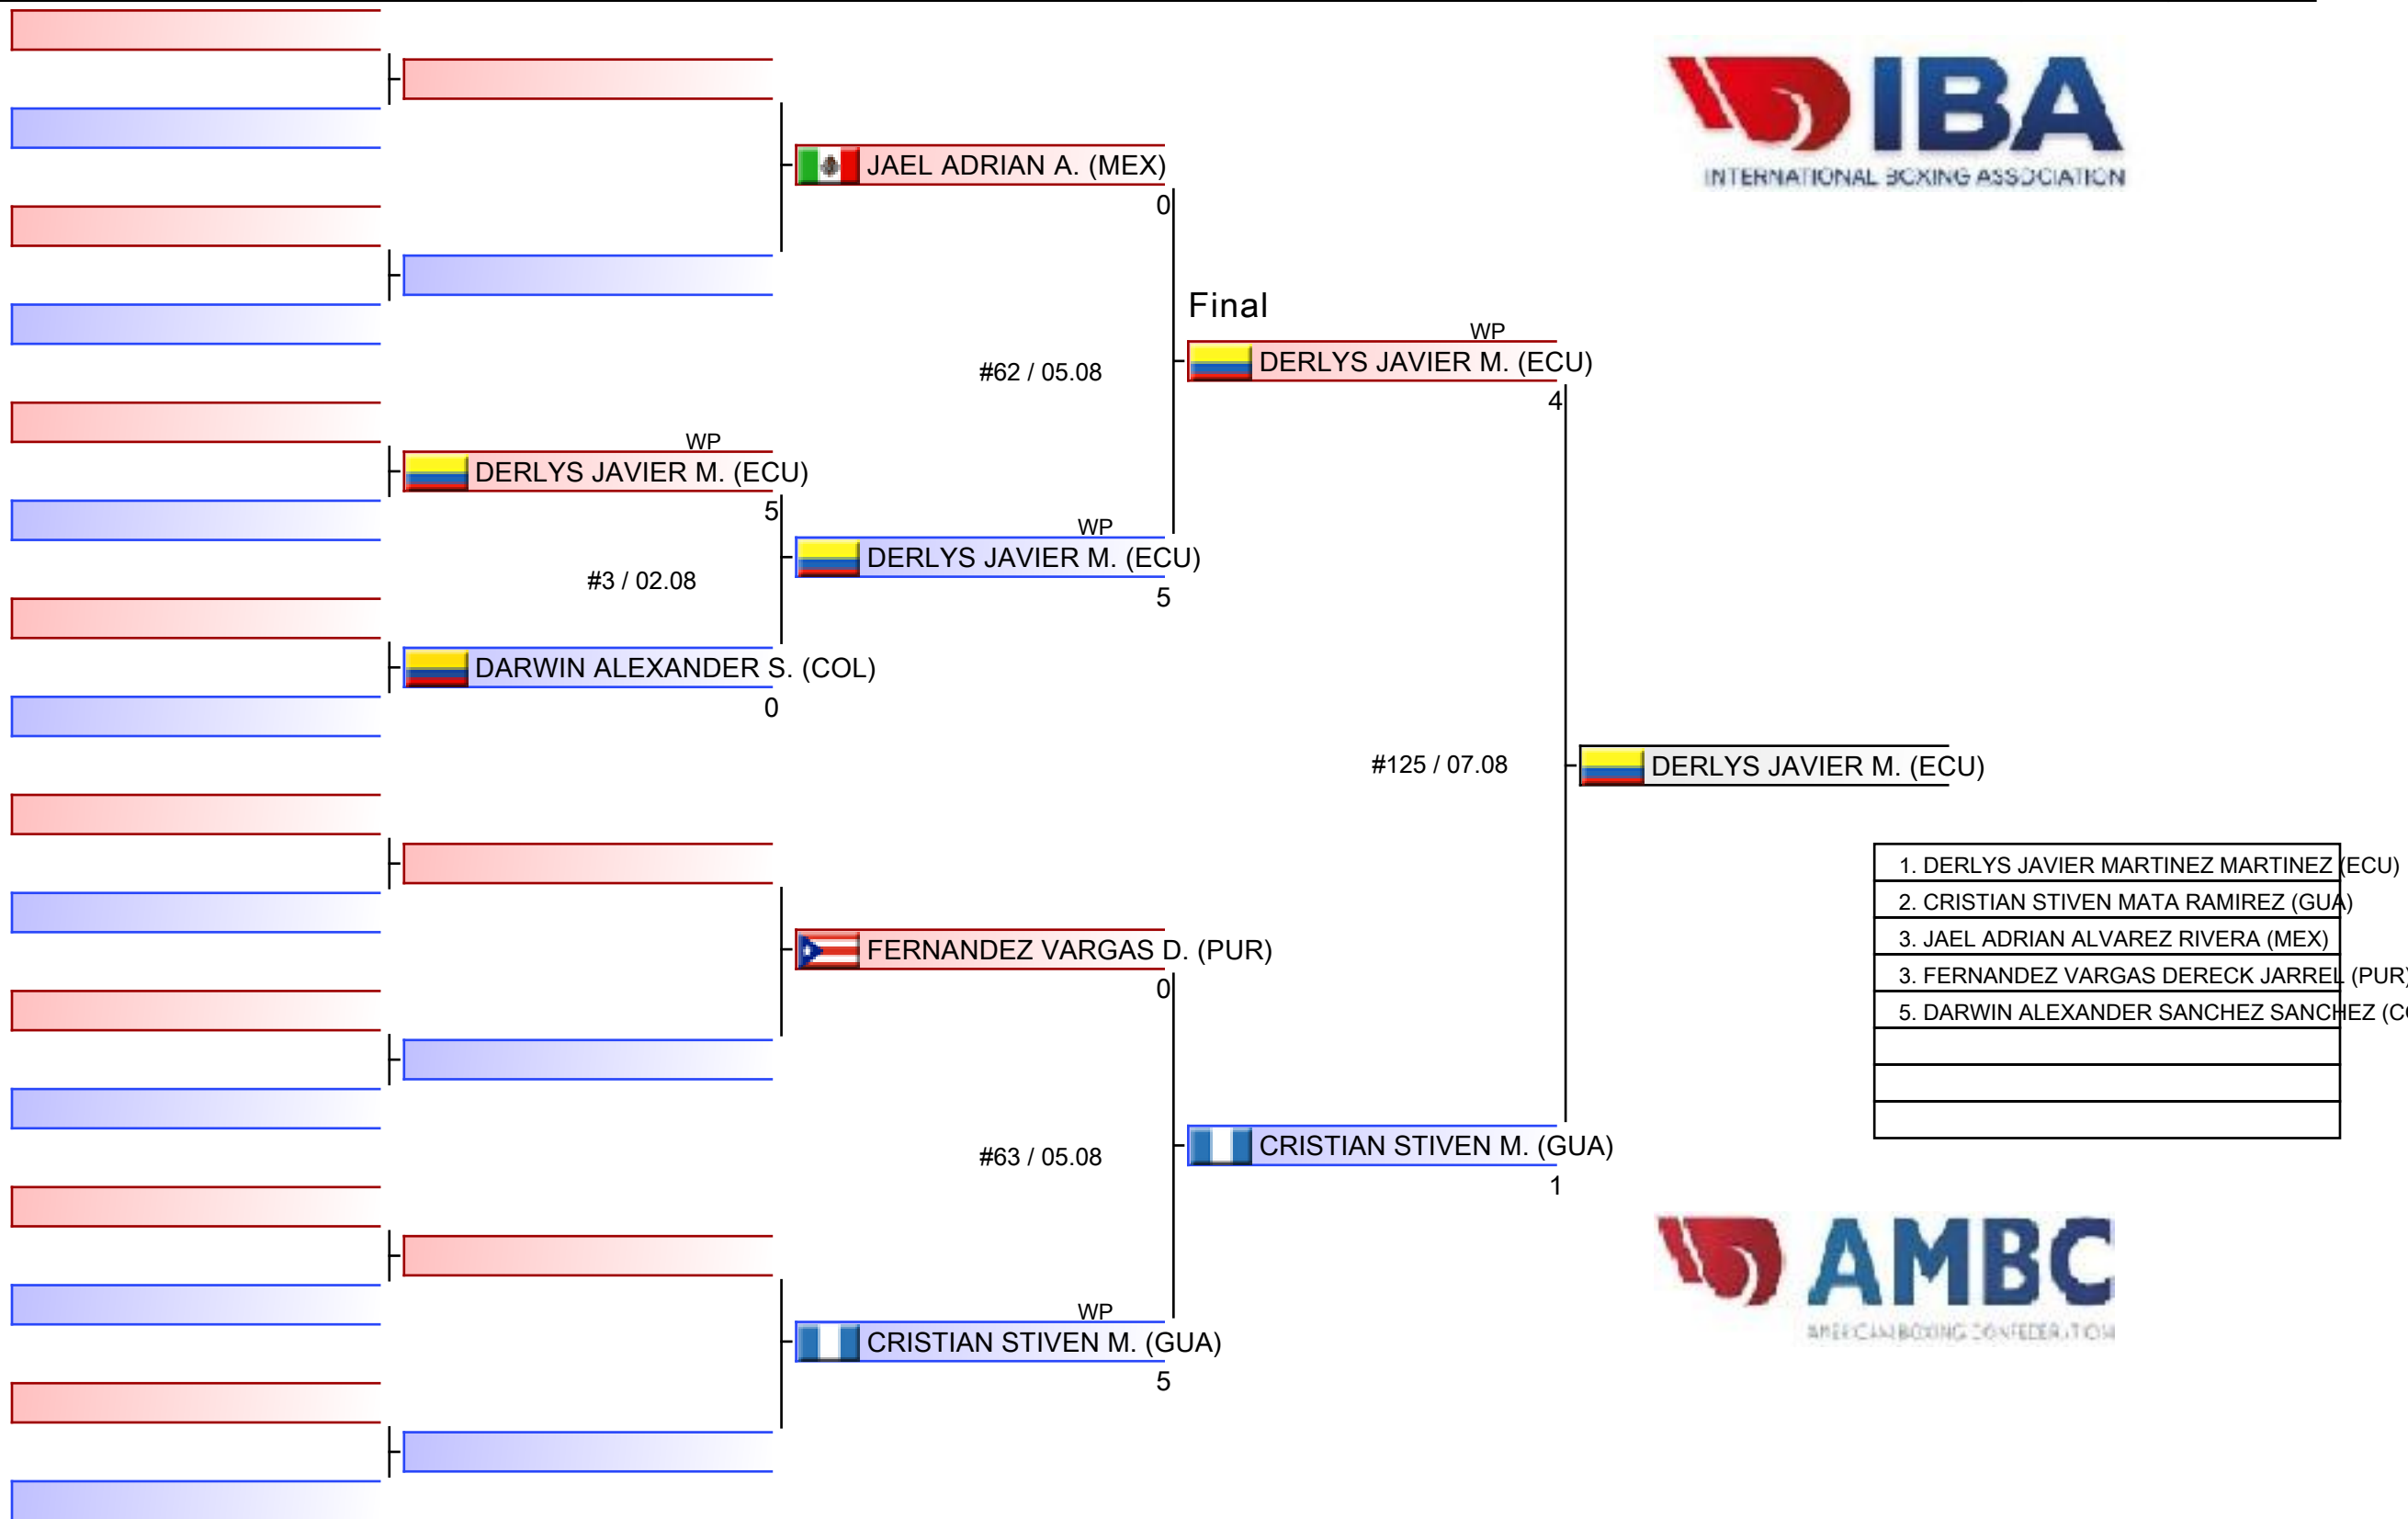 IBA
INTERNATIONAL BOXING ASSOCIATION
JAEL ADRIAN A. (MEX)
0
Final
WP
DERLYS JAVIER M. (ECU)
4
#62 / 05.08
WP
DERLYS JAVIER M. (ECU)
5
WP
DERLYS JAVIER M. (ECU)
5
#3 / 02.08
DARWIN ALEXANDER S. (COL)
0
#125 / 07.08
DERLYS JAVIER M. (ECU)
1. DERLYS JAVIER MARTINEZ MARTINEZ (ECU)
2. CRISTIAN STIVEN MATA RAMIREZ (GUA)
3. JAEL ADRIAN ALVAREZ RIVERA (MEX)
3. FERNANDEZ VARGAS DERECK JARREL (PUR)
5. DARWIN ALEXANDER SANCHEZ SANCHEZ (CO
FERNANDEZ VARGAS D. (PUR)
0
#63 / 05.08
CRISTIAN STIVEN M. (GUA)
1
WP
CRISTIAN STIVEN M. (GUA)
5
AMBC
AMERICAN BOXING CONFEDERATION